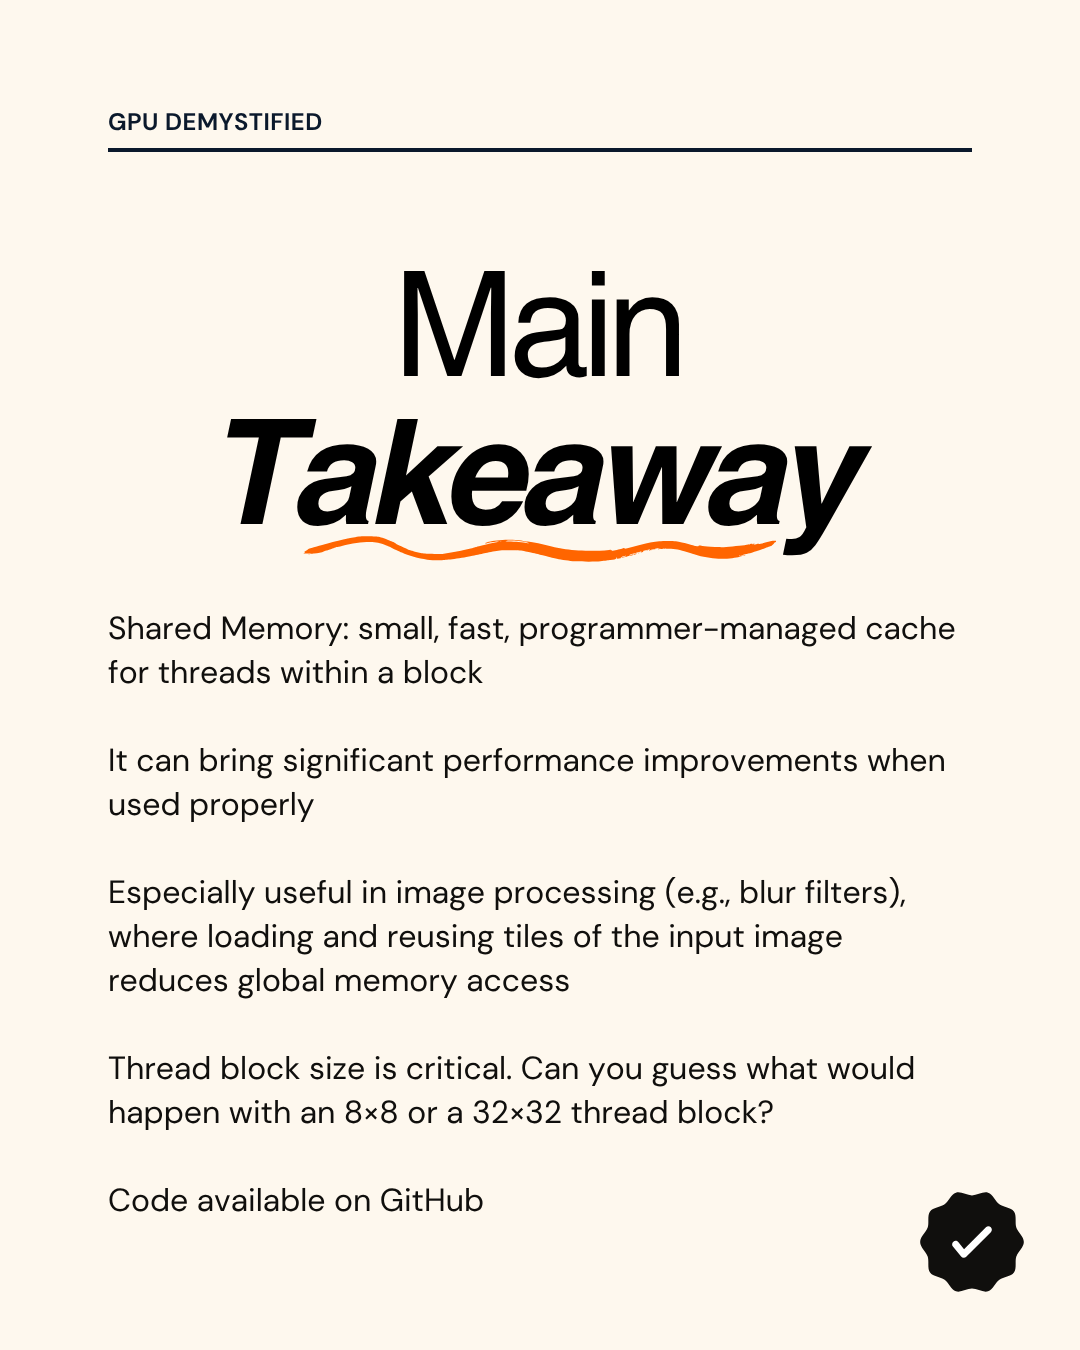 GPU DEMYSTIFIED
Main
Takeaway
Shared Memory: small, fast, programmer-managed cache
for threads within a block
It can bring significant performance improvements when
used properly
Especially useful in image processing (e.g., blur filters),
where loading and reusing tiles of the input image
reduces global memory access
Thread block size is critical. Can you guess what would
happen with an 8×8 or a 32×32 thread block?
Code available on GitHub